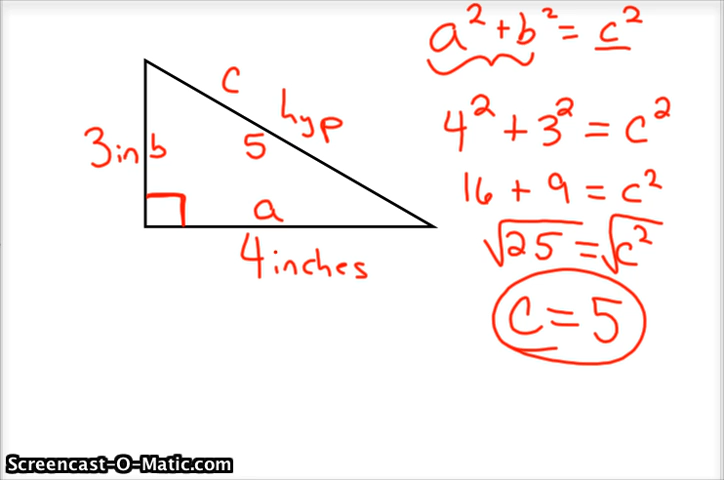 a² + b² = c²
c
hyp
4² + 3² = c²
3in b
5
16 + 9 = c²
a
√25 = √c²
4 inches
c = 5
Screencast-O-Matic.com